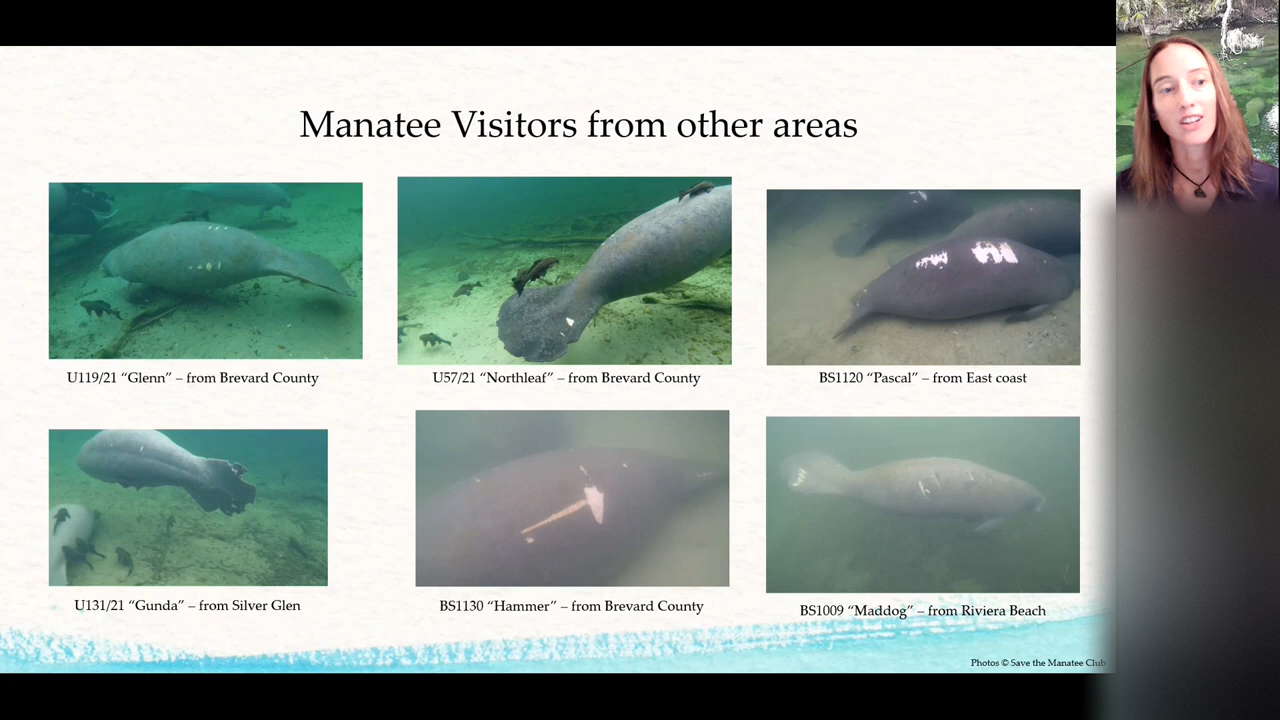 Manatee Visitors from other areas
U119/21 “Glenn” – from Brevard County
U57/21 “Northleaf” – from Brevard County
BS1120 “Pascal” – from East coast
U131/21 “Gunda” – from Silver Glen
BS1130 “Hammer” – from Brevard County
BS1009 “Maddog” – from Riviera Beach
Photos © Save the Manatee Club